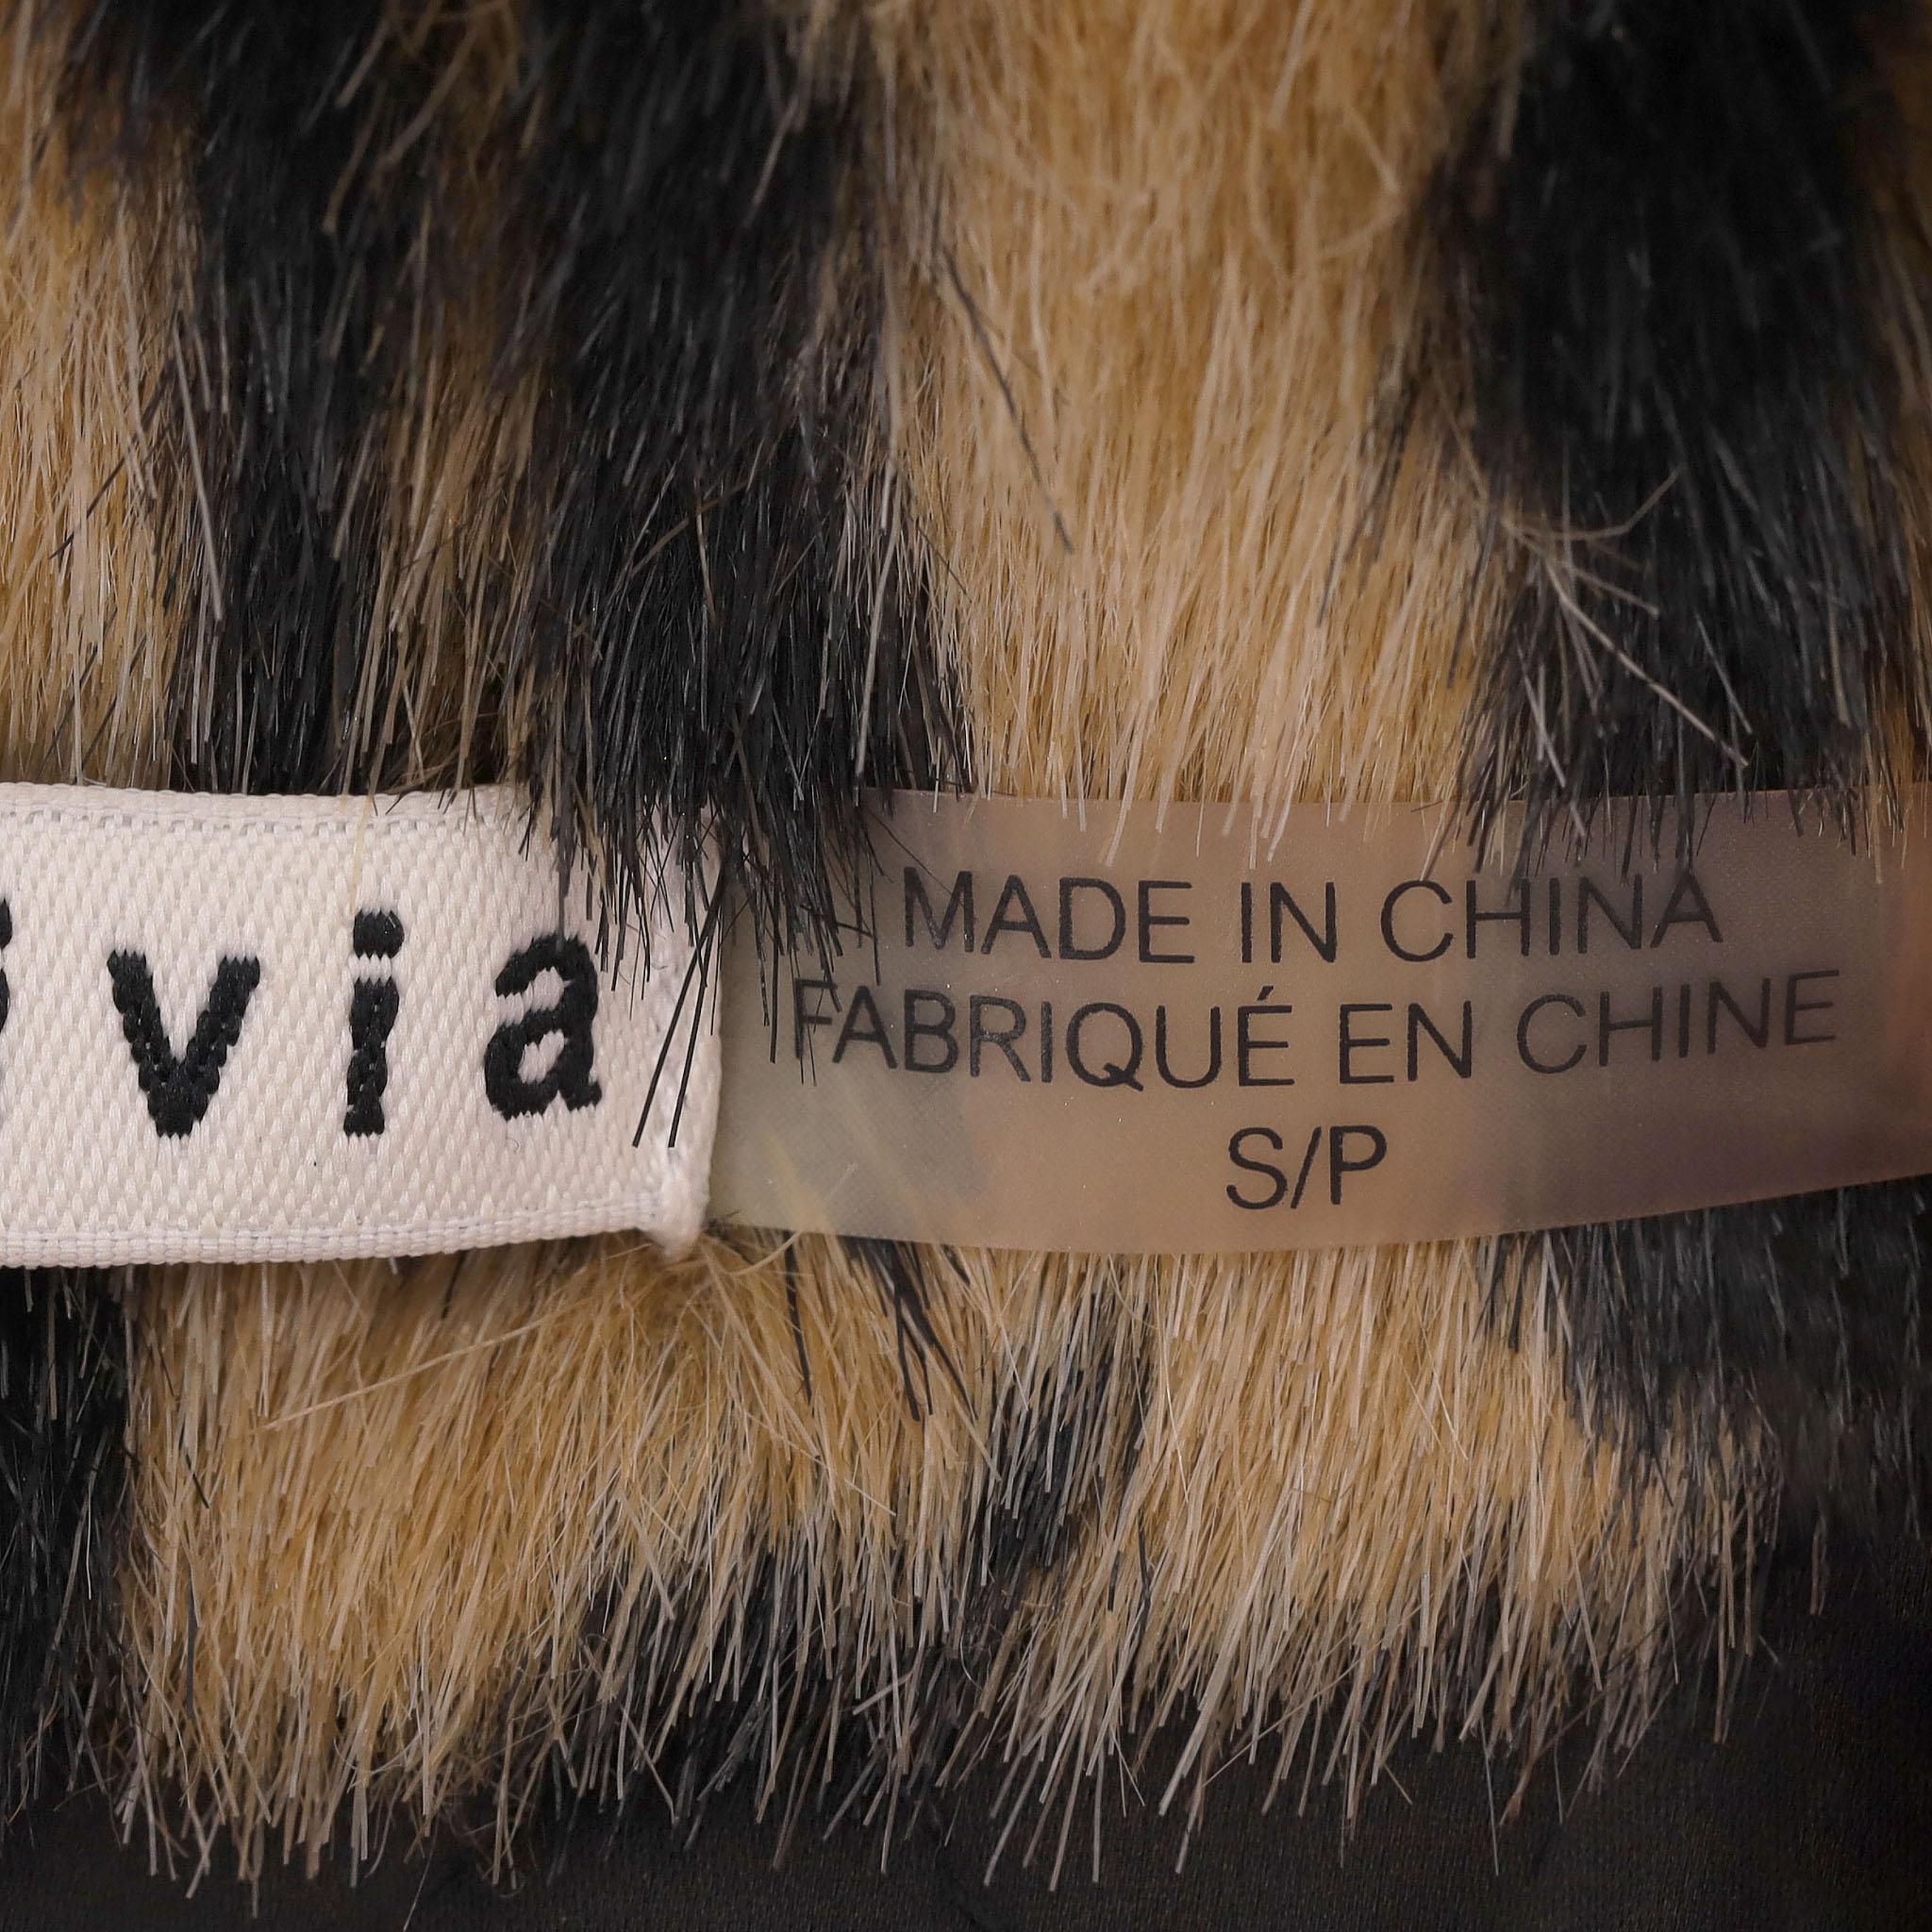 via
MADE IN CHINA
FABRIQUÉ EN CHINE
S/P